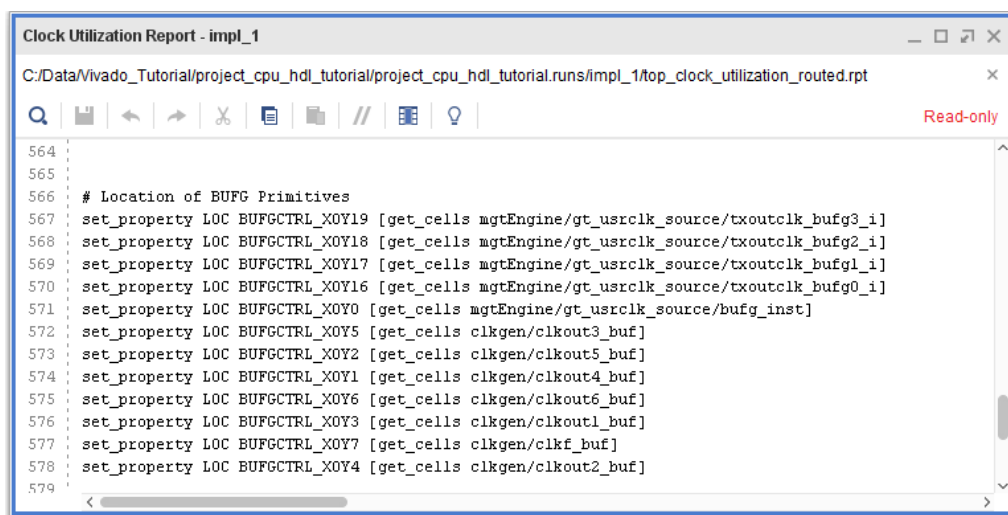 Clock Utilization Report - impl_1
C:/Data/Vivado_Tutorial/project_cpu_hdl_tutorial/project_cpu_hdl_tutorial.runs/impl_1/top_clock_utilization_routed.rpt
Read-only
564
565
566 # Location of BUFG Primitives
567 set_property LOC BUFGCTRL_X0Y19 [get_cells mgtEngine/gt_usrclk_source/txoutclk_bufg3_i]
568 set_property LOC BUFGCTRL_X0Y18 [get_cells mgtEngine/gt_usrclk_source/txoutclk_bufg2_i]
569 set_property LOC BUFGCTRL_X0Y17 [get_cells mgtEngine/gt_usrclk_source/txoutclk_bufg1_i]
570 set_property LOC BUFGCTRL_X0Y16 [get_cells mgtEngine/gt_usrclk_source/txoutclk_bufg0_i]
571 set_property LOC BUFGCTRL_X0Y0 [get_cells mgtEngine/gt_usrclk_source/bufg_inst]
572 set_property LOC BUFGCTRL_X0Y5 [get_cells clkgen/clkout3_buf]
573 set_property LOC BUFGCTRL_X0Y2 [get_cells clkgen/clkout5_buf]
574 set_property LOC BUFGCTRL_X0Y1 [get_cells clkgen/clkout4_buf]
575 set_property LOC BUFGCTRL_X0Y6 [get_cells clkgen/clkout6_buf]
576 set_property LOC BUFGCTRL_X0Y3 [get_cells clkgen/clkout1_buf]
577 set_property LOC BUFGCTRL_X0Y7 [get_cells clkgen/clkf_buf]
578 set_property LOC BUFGCTRL_X0Y4 [get_cells clkgen/clkout2_buf]
579